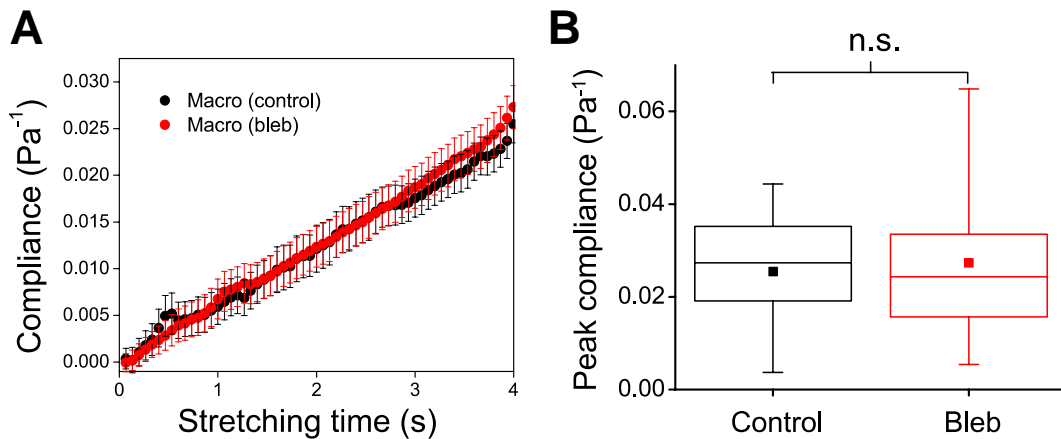 A
Compliance (Pa⁻¹)
0.030
0.025
0.020
0.015
0.010
0.005
0.000
Macro (control)
Macro (bleb)
0
1
2
3
4
Stretching time (s)
B
n.s.
Peak compliance (Pa⁻¹)
0.06
0.04
0.02
0.00
Control
Bleb